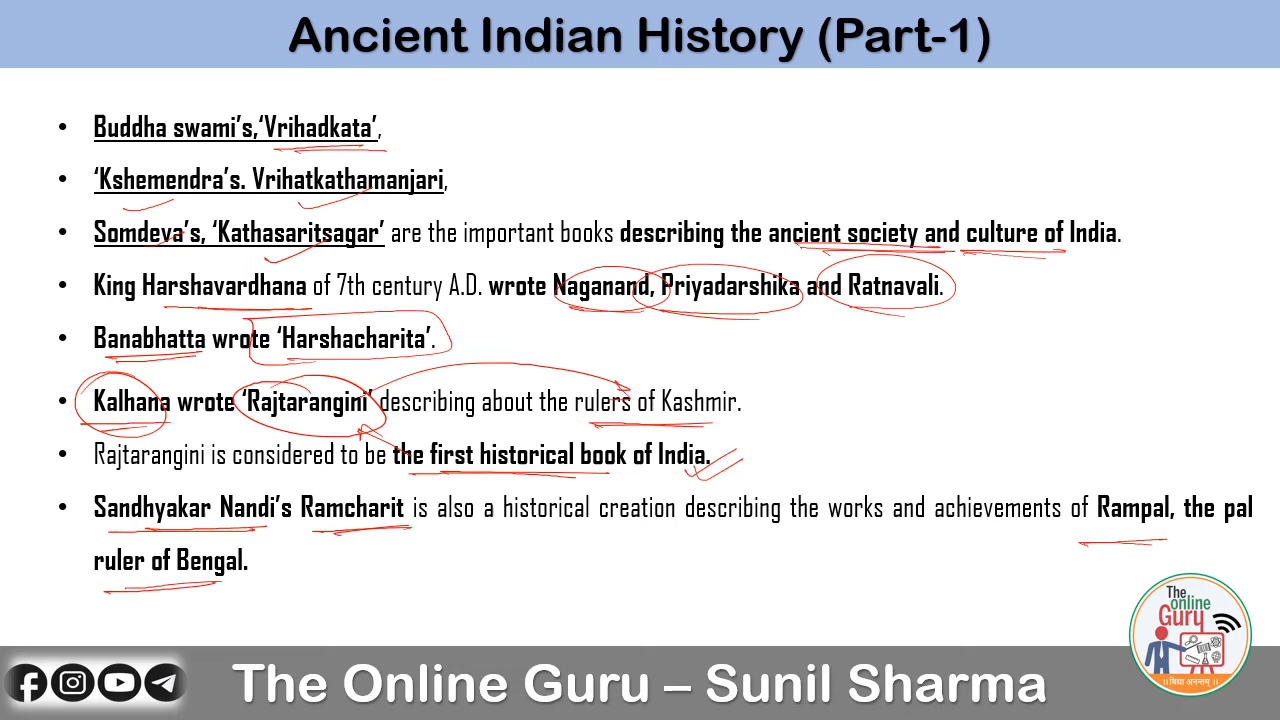 Ancient Indian History (Part-1)
• Buddha swami's,'Vrihadkata',
• 'Kshemendra's. Vrihatkathamanjari,
• Somdeva's, 'Kathasaritsagar' are the important books describing the ancient society and culture of India.
• King Harshavardhana of 7th century A.D. wrote Naganand, Priyadarshika and Ratnavali.
• Banabhatta wrote 'Harshacharita'.
• Kalhana wrote 'Rajtarangini' describing about the rulers of Kashmir.
• Rajtarangini is considered to be the first historical book of India.
• Sandhyakar Nandi's Ramcharit is also a historical creation describing the works and achievements of Rampal, the pal
ruler of Bengal.
The
online
Guru
॥ विद्या अनन्तम् ॥
The Online Guru – Sunil Sharma